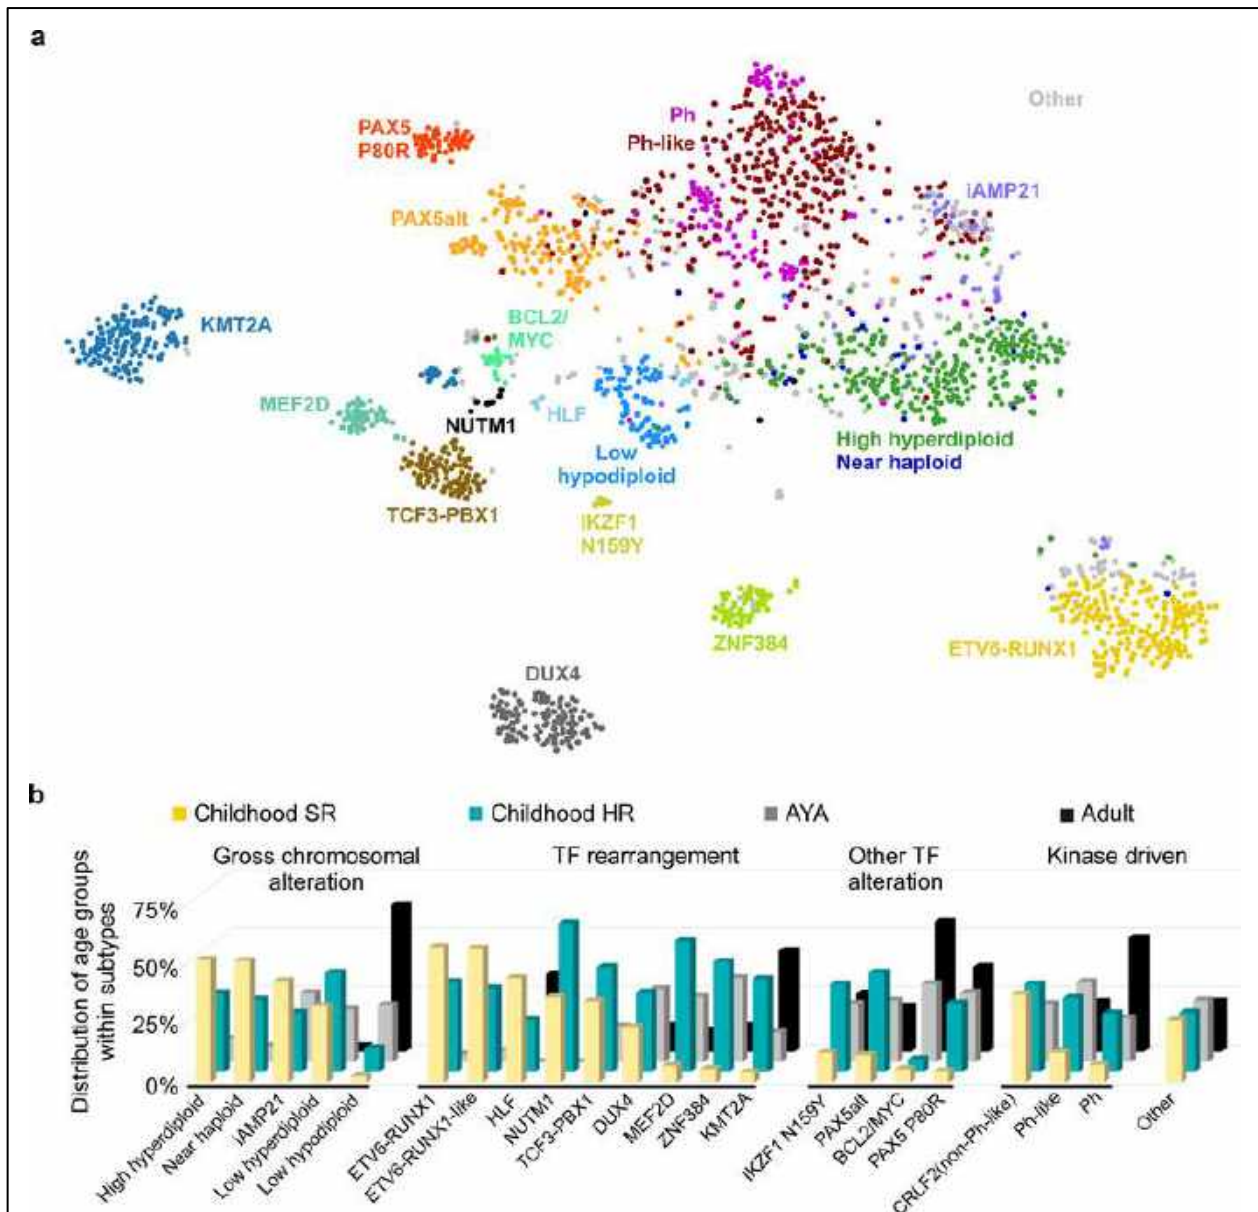 a
Other
Ph
Ph-like
PAX5
P80R
iAMP21
PAX5alt
KMT2A
BCL2/
MYC
MEF2D
NUTM1
HLF
High hyperdiploid
Near haploid
Low
hypodiploid
TCF3-PBX1
IKZF1
N159Y
ZNF384
ETV6-RUNX1
DUX4
b
Childhood SR
Childhood HR
AYA
Adult
Gross chromosomal
alteration
TF rearrangement
Other TF
alteration
Kinase driven
Distribution of age groups
within subtypes
75%
50%
25%
0%
High hyperdiploid
Near haploid
iAMP21
Low hyperdiploid
Low hypodiploid
ETV6-RUNX1
ETV6-RUNX1-like
HLF
NUTM1
TCF3-PBX1
DUX4
MEF2D
ZNF384
KMT2A
IKZF1 N159Y
PAX5alt
BCL2/MYC
PAX5 P80R
CRLF2(non-Ph-like)
Ph-like
Ph
Other